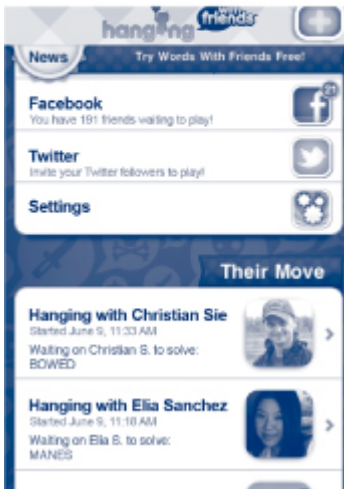 hanging with friends
News
Try Words With Friends Free!
Facebook
You have 191 friends waiting to play!
21
Twitter
Invite your Twitter followers to play!
Settings
Their Move
Hanging with Christian Sie
Started June 9, 11:33 AM
Waiting on Christian S. to solve:
BOWED
Hanging with Elia Sanchez
Started June 9, 11:18 AM
Waiting on Elia S. to solve:
MANES